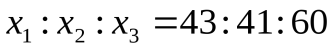 x₁ : x₂ : x₃ = 43 : 41 : 60